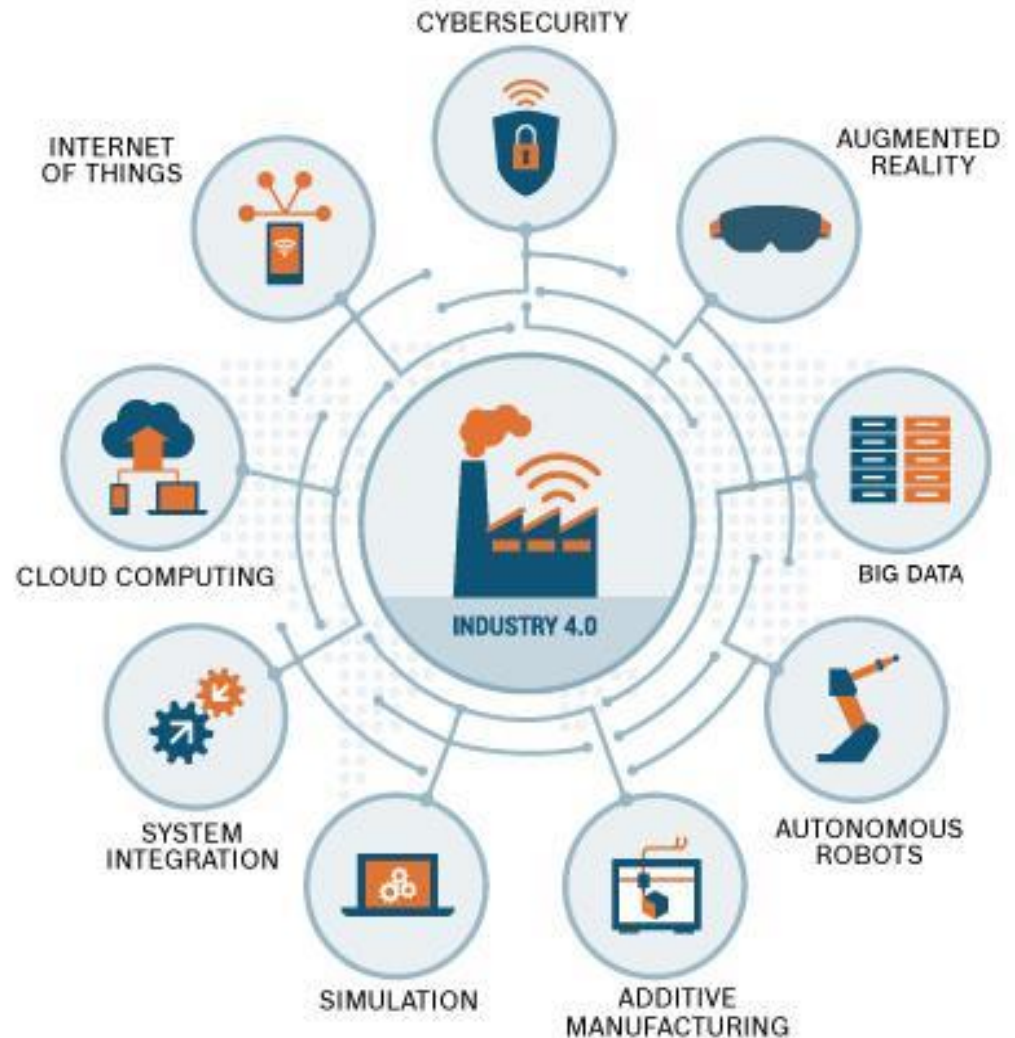 CYBERSECURITY
INTERNET
OF THINGS
AUGMENTED
REALITY
CLOUD COMPUTING
BIG DATA
INDUSTRY 4.0
SYSTEM
INTEGRATION
AUTONOMOUS
ROBOTS
SIMULATION
ADDITIVE
MANUFACTURING